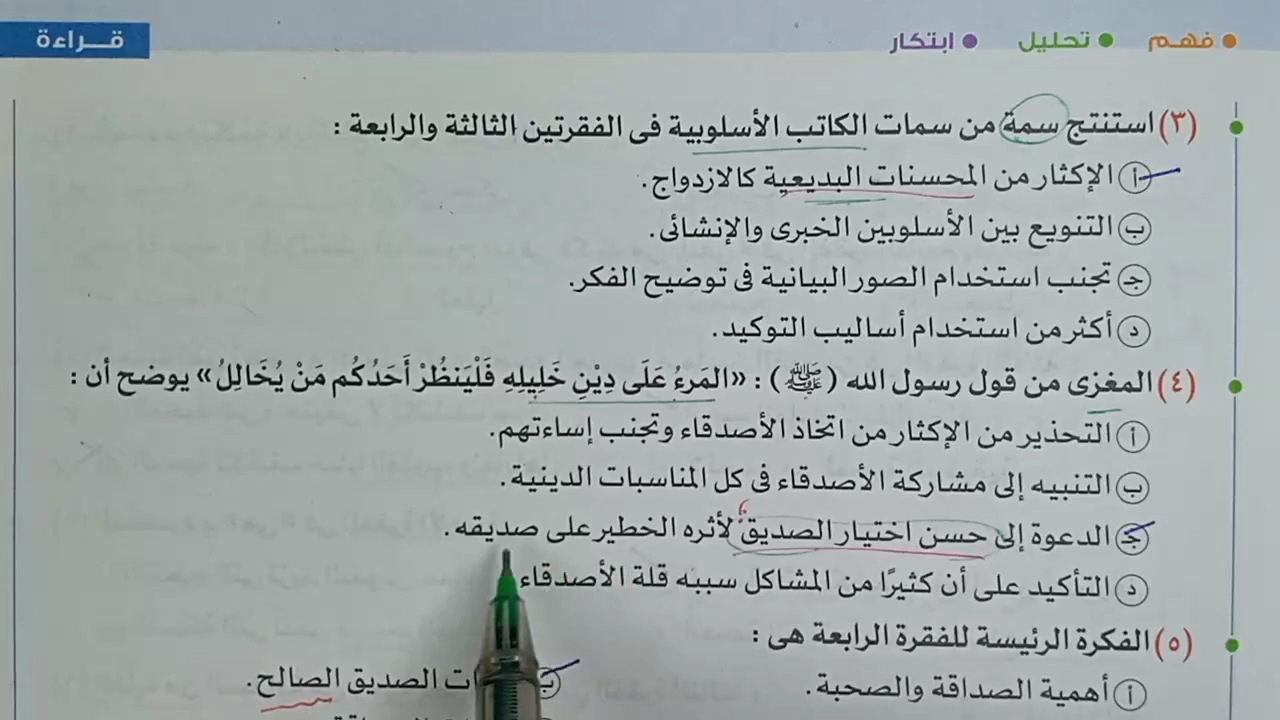 فهم • تحليل • ابتكار
قراءة
(٣) استنتج سمة من سمات الكاتب الأسلوبية فى الفقرتين الثالثة والرابعة :
أ الإكثار من المحسنات البديعية كالازدواج.
ب التنويع بين الأسلوبين الخبرى والإنشائى.
جـ تجنب استخدام الصور البيانية فى توضيح الفكر.
د أكثر من استخدام أساليب التوكيد.
(٤) المغزى من قول رسول الله (ﷺ) : «المَرءُ عَلَى دِيْنِ خَلِيلِهِ فَلْيَنظُرْ أَحَدُكُم مَنْ يُخَالِلُ» يوضح أن :
أ التحذير من الإكثار من اتخاذ الأصدقاء وتجنب إساءتهم.
ب التنبيه إلى مشاركة الأصدقاء فى كل المناسبات الدينية.
جـ الدعوة إلى حسن اختيار الصديق لأثره الخطير على صديقه.
د التأكيد على أن كثيرًا من المشاكل سببه قلة الأصدقاء
(٥) الفكرة الرئيسة للفقرة الرابعة هى :
أ أهمية الصداقة والصحبة.
ب الصديق الصالح.